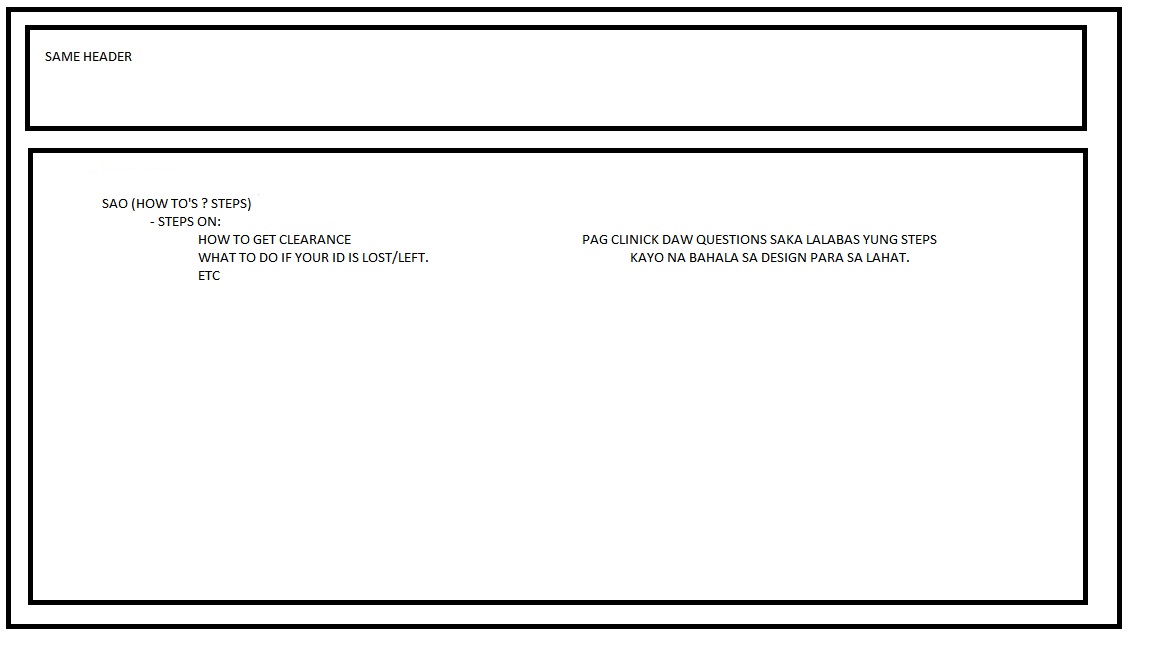 SAME HEADER
SAO (HOW TO'S ? STEPS)
- STEPS ON:
HOW TO GET CLEARANCE
WHAT TO DO IF YOUR ID IS LOST/LEFT.
ETC
PAG CLINICK DAW QUESTIONS SAKA LALABAS YUNG STEPS
KAYO NA BAHALA SA DESIGN PARA SA LAHAT.